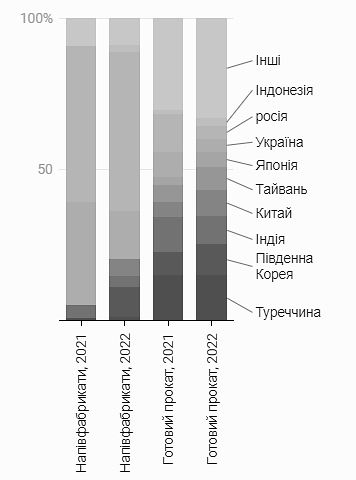 100%
50
Інші
Індонезія
росія
Україна
Японія
Тайвань
Китай
Індія
Південна
Корея
Туреччина
Напівфабрикати, 2021
Напівфабрикати, 2022
Готовий прокат, 2021
Готовий прокат, 2022